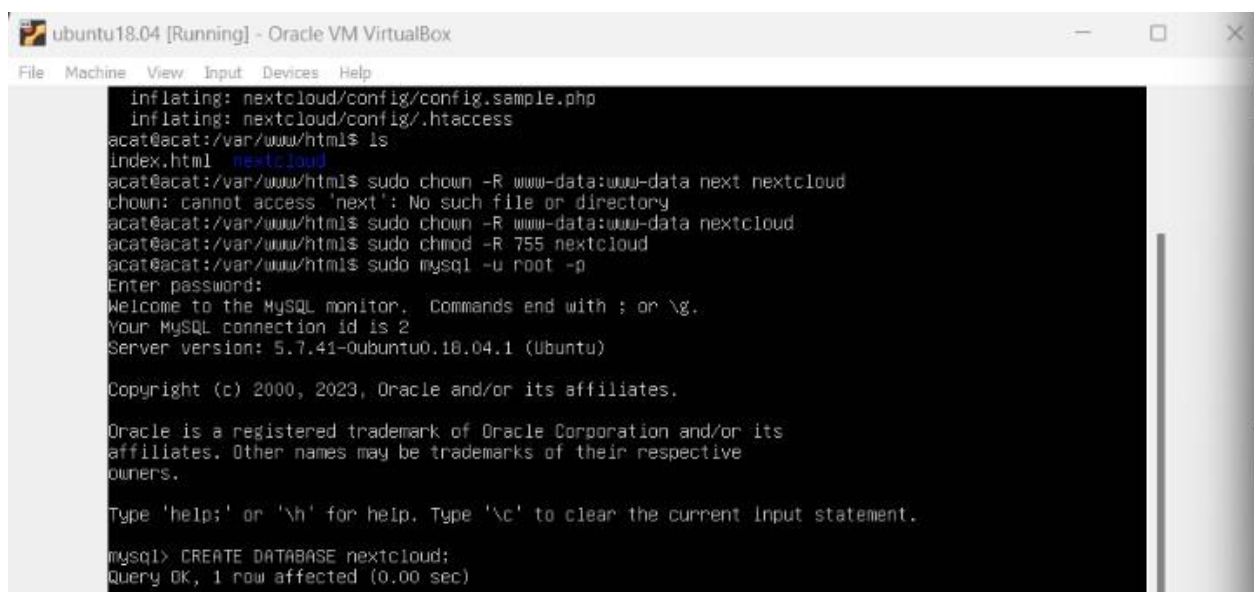 ubuntu18.04 [Running] - Oracle VM VirtualBox
File Machine View Input Devices Help
inflating: nextcloud/config/config.sample.php
inflating: nextcloud/config/.htaccess
acat@acat:/var/www/html$ ls
index.html nextcloud
acat@acat:/var/www/html$ sudo chown -R www-data:www-data next nextcloud
chown: cannot access 'next': No such file or directory
acat@acat:/var/www/html$ sudo chown -R www-data:www-data nextcloud
acat@acat:/var/www/html$ sudo chmod -R 755 nextcloud
acat@acat:/var/www/html$ sudo mysql -u root -p
Enter password:
Welcome to the MySQL monitor.  Commands end with ; or \g.
Your MySQL connection id is 2
Server version: 5.7.41-0ubuntu0.18.04.1 (Ubuntu)
Copyright (c) 2000, 2023, Oracle and/or its affiliates.
Oracle is a registered trademark of Oracle Corporation and/or its
affiliates. Other names may be trademarks of their respective
owners.
Type 'help;' or '\h' for help. Type '\c' to clear the current input statement.
mysql> CREATE DATABASE nextcloud;
Query OK, 1 row affected (0.00 sec)